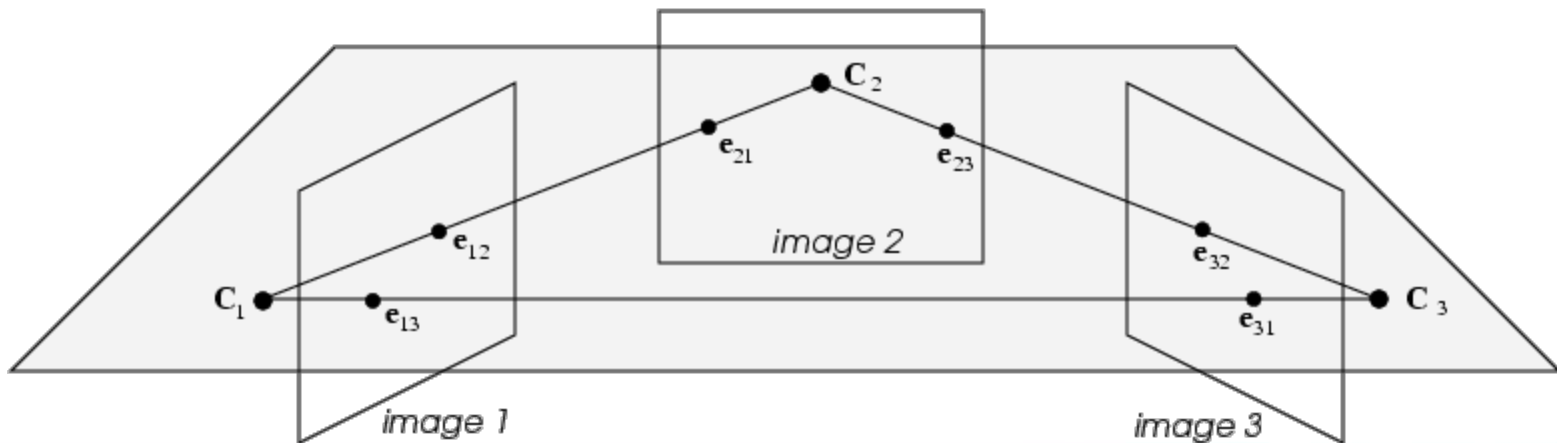 C₂
e₂₁
e₂₃
image 2
e₁₂
e₃₂
C₁
e₁₃
e₃₁
C₃
image 1
image 3